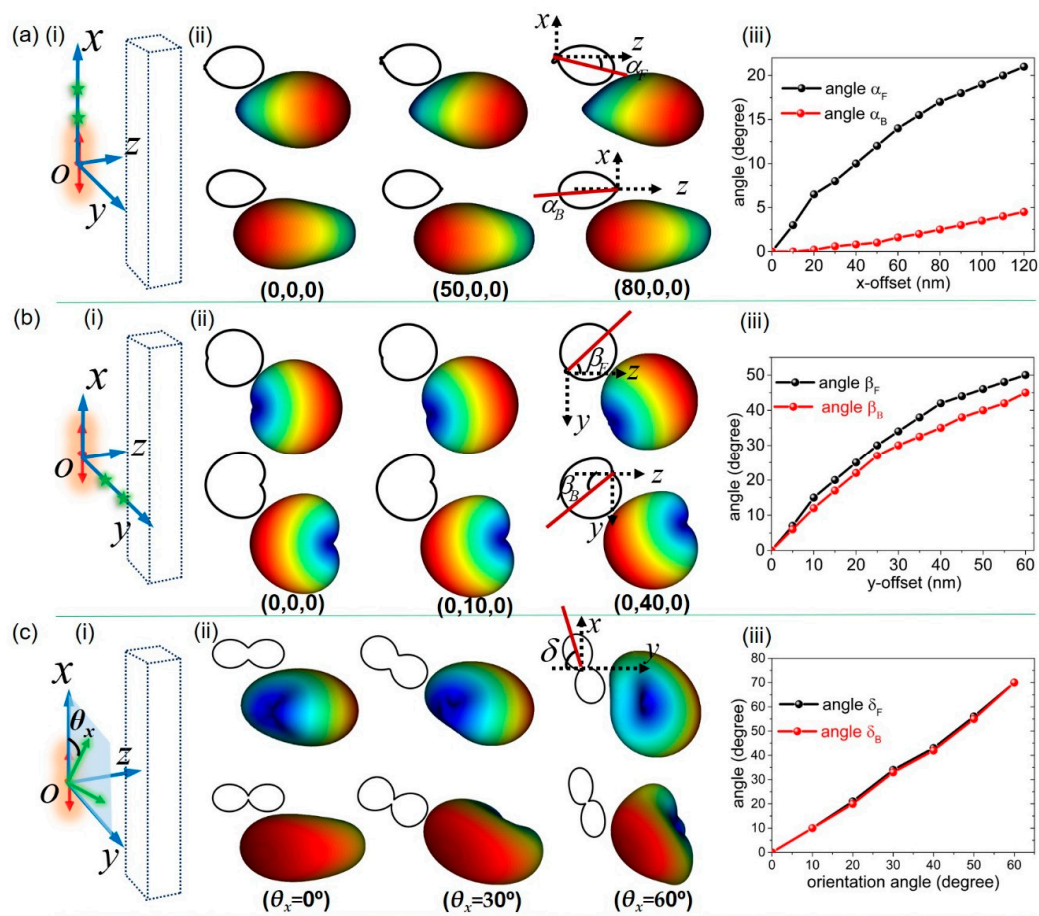 (a) (i)
x
z
O
y
(ii)
x
z
α_F
x
z
α_B
(0,0,0)
(50,0,0)
(80,0,0)
(iii)
angle α_F
angle α_B
angle (degree)
20
15
10
5
0
0 20 40 60 80 100 120
x-offset (nm)
(b) (i)
x
z
O
y
(ii)
β_F
z
y
β_B
z
y
(0,0,0)
(0,10,0)
(0,40,0)
(iii)
angle β_F
angle β_B
angle (degree)
50
40
30
20
10
0
0 10 20 30 40 50 60
y-offset (nm)
(c) (i)
x
θ_x
z
O
y
(ii)
x
δ
y
(θ_x=0º)
(θ_x=30º)
(θ_x=60º)
(iii)
angle δ_F
angle δ_B
angle (degree)
80
70
60
50
40
30
20
10
0
0 10 20 30 40 50 60
orientation angle (degree)